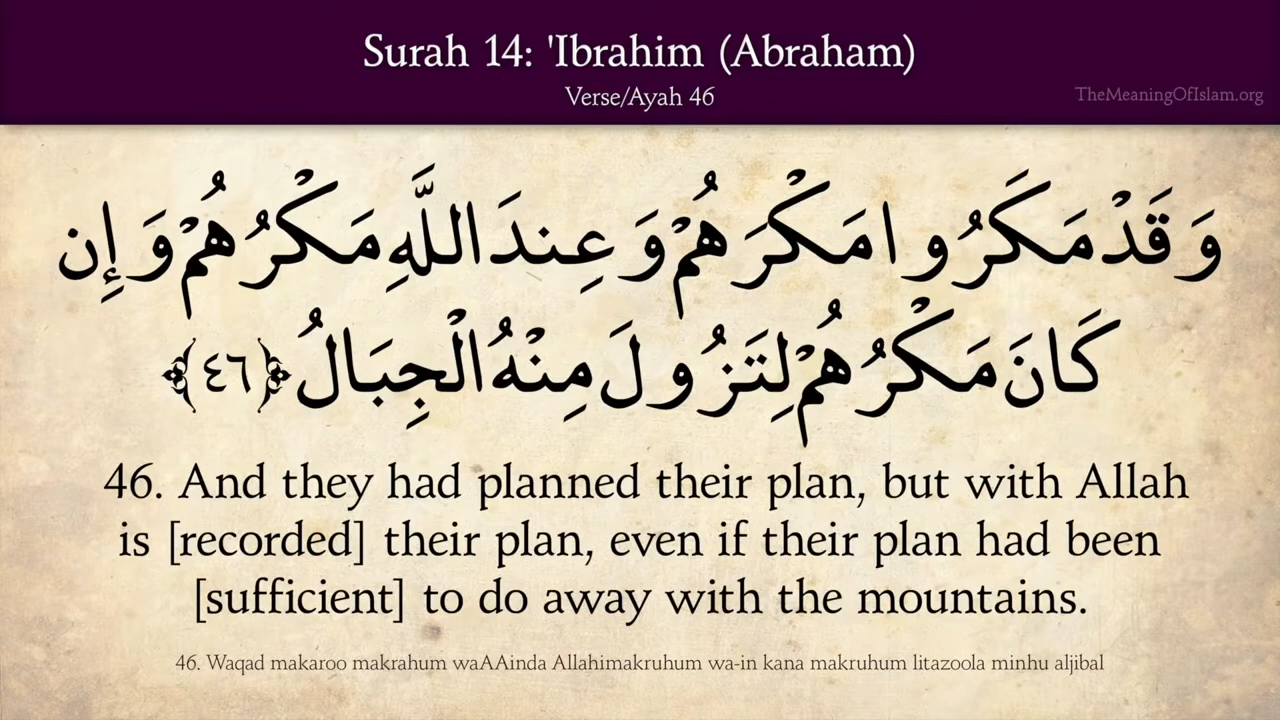 Surah 14: 'Ibrahim (Abraham)
Verse/Ayah 46
TheMeaningOfIslam.org
وَقَدْ مَكَرُوا مَكْرَهُمْ وَعِندَ اللَّهِ مَكْرُهُمْ وَإِن
كَانَ مَكْرُهُمْ لِتَزُولَ مِنْهُ الْجِبَالُ ﴿٤٦﴾
46. And they had planned their plan, but with Allah
is [recorded] their plan, even if their plan had been
[sufficient] to do away with the mountains.
46. Waqad makaroo makrahum waAAinda Allahimakruhum wa-in kana makruhum litazoola minhu aljibal